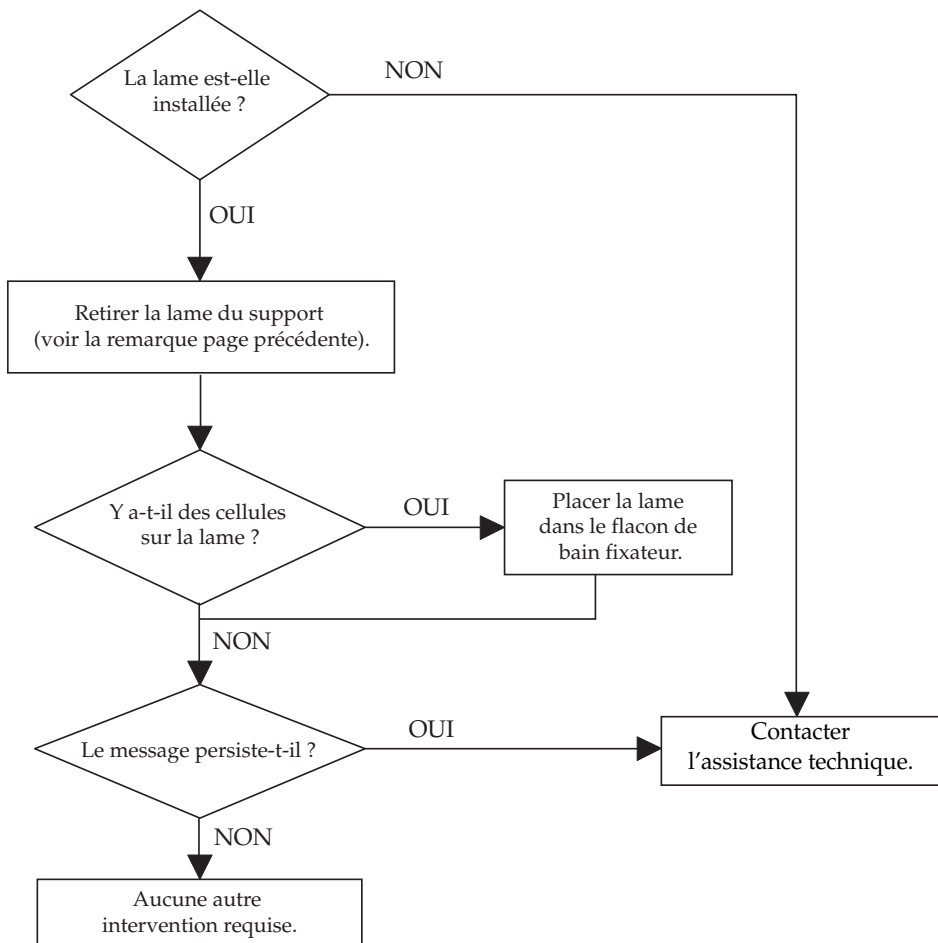 La lame est-elle
installée ?
NON
OUI
Retirer la lame du support
(voir la remarque page précédente).
Y a-t-il des cellules
sur la lame ?
OUI
Placer la lame
dans le flacon de
bain fixateur.
NON
Le message persiste-t-il ?
OUI
Contacter
l’assistance technique.
NON
Aucune autre
intervention requise.